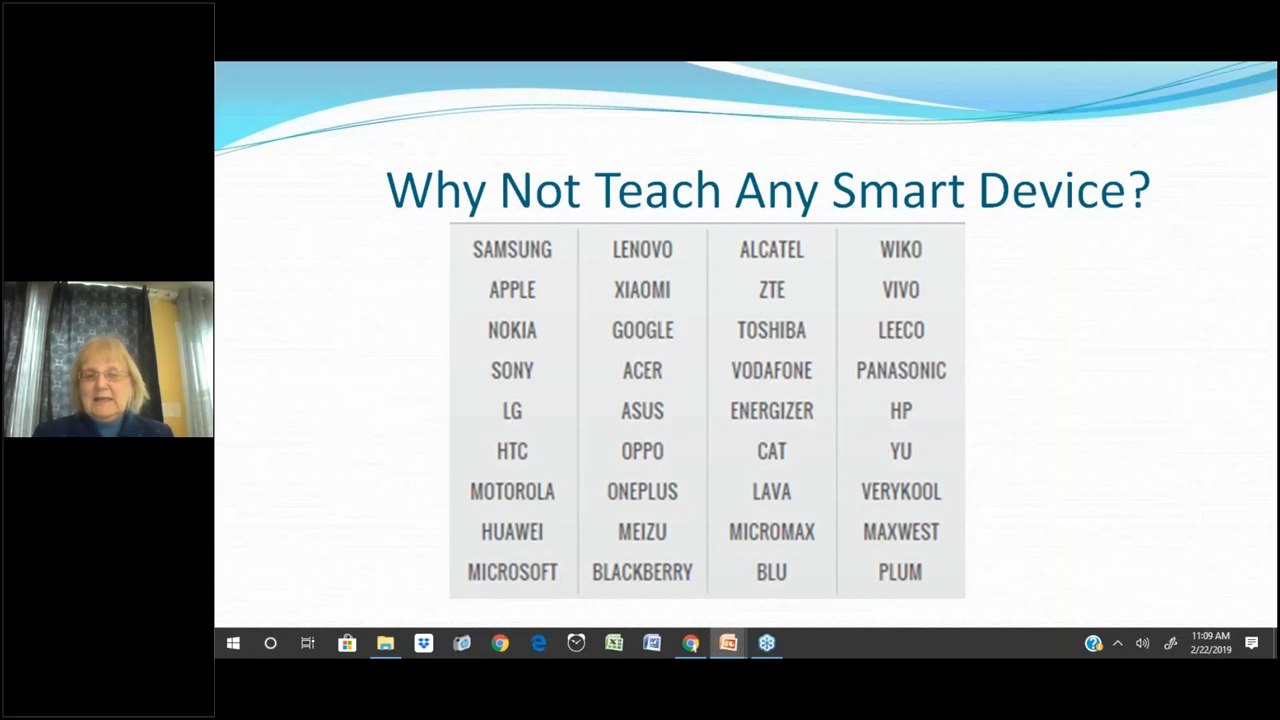 Why Not Teach Any Smart Device?
SAMSUNG LENOVO ALCATEL WIKO
APPLE XIAOMI ZTE VIVO
NOKIA GOOGLE TOSHIBA LEECO
SONY ACER VODAFONE PANASONIC
LG ASUS ENERGIZER HP
HTC OPPO CAT YU
MOTOROLA ONEPLUS LAVA VERYKOOL
HUAWEI MEIZU MICROMAX MAXWEST
MICROSOFT BLACKBERRY BLU PLUM
11:09 AM
2/22/2019